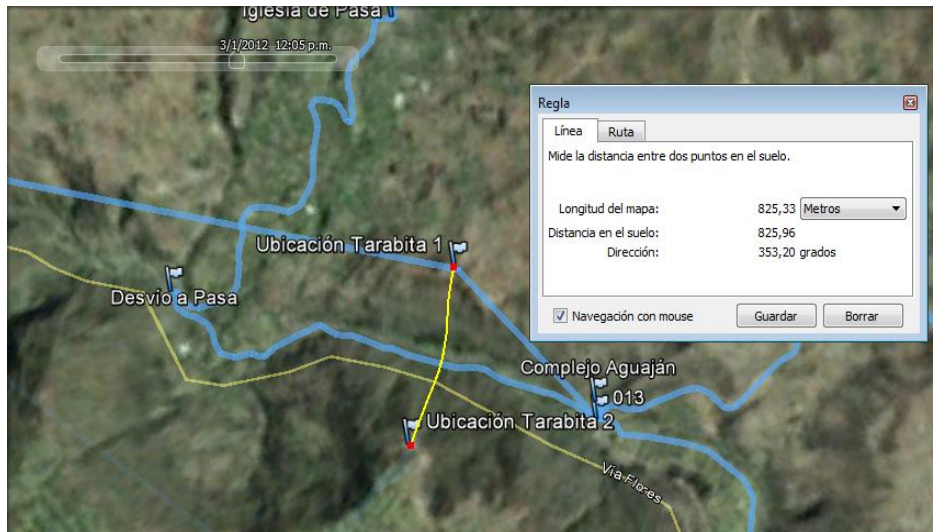 Iglesia de Pasa
3/1/2012 12:05 p.m.
Regla
Línea Ruta
Mide la distancia entre dos puntos en el suelo.
Longitud del mapa: 825,33 Metros
Distancia en el suelo: 825,96
Dirección: 353,20 grados
Navegación con mouse Guardar Borrar
Ubicación Tarabita 1
Desvío a Pasa
Complejo Aguaján
013
Ubicación Tarabita 2
Vía Flores